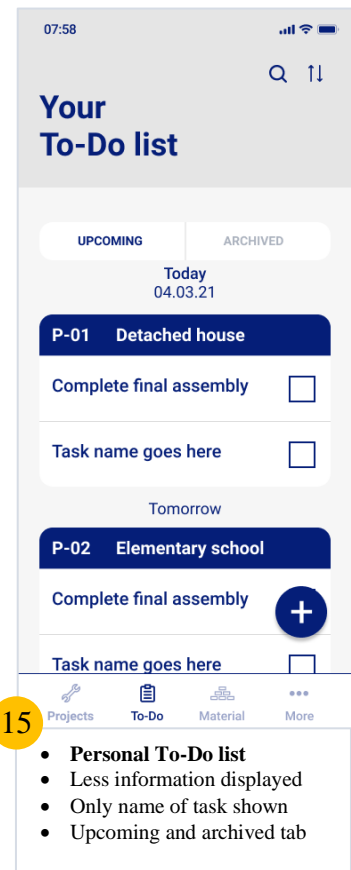 07:58
Your
To-Do list
UPCOMING ARCHIVED
Today
04.03.21
P-01 Detached house
Complete final assembly
Task name goes here
Tomorrow
P-02 Elementary school
Complete final assembly
+
Task name goes here
Projects To-Do Material More
15
• Personal To-Do list
• Less information displayed
• Only name of task shown
• Upcoming and archived tab